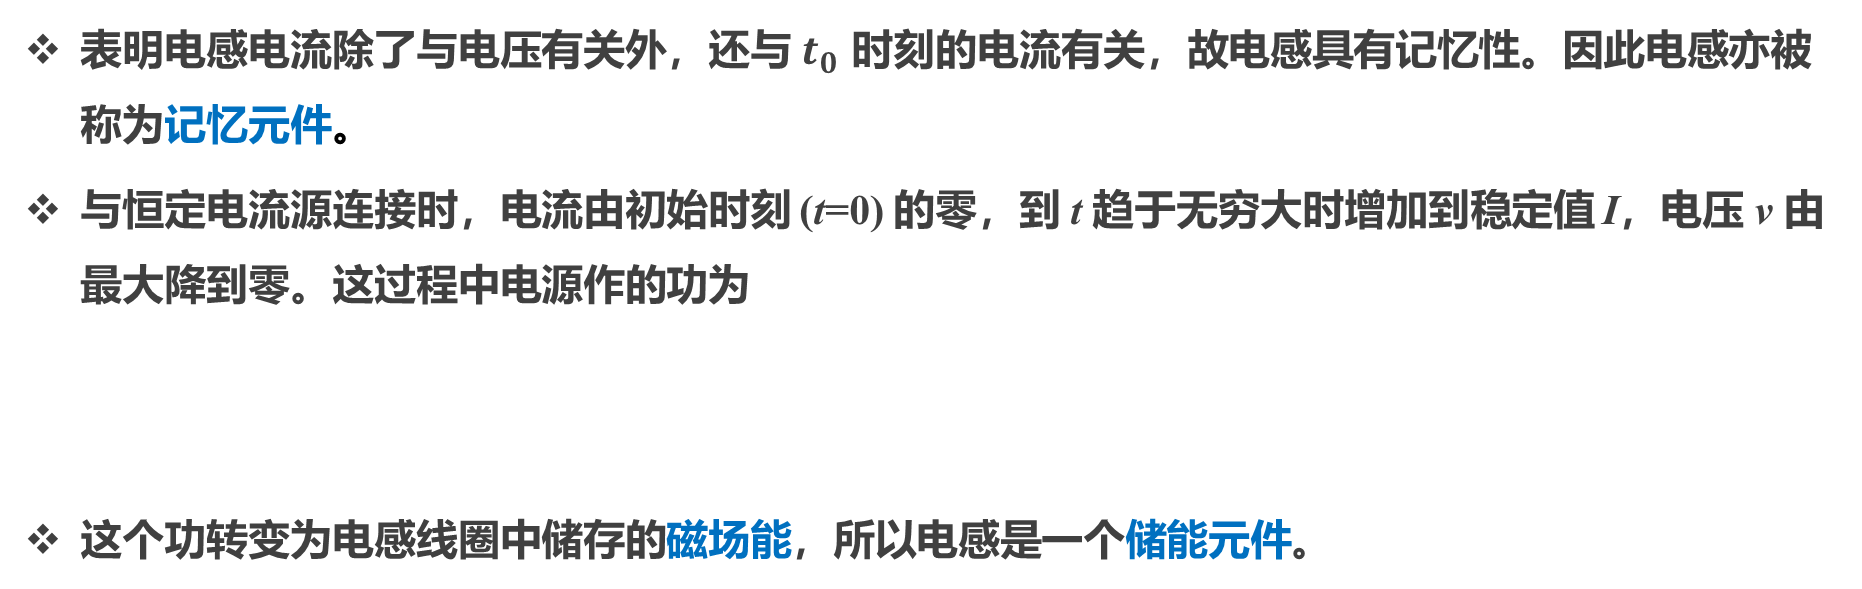 ❖ 表明电感电流除了与电压有关外，还与 t₀ 时刻的电流有关，故电感具有记忆性。因此电感亦被
称为记忆元件。
❖ 与恒定电流源连接时，电流由初始时刻 (t=0) 的零，到 t 趋于无穷大时增加到稳定值 I，电压 v 由
最大降到零。这过程中电源作的功为
❖ 这个功转变为电感线圈中储存的磁场能，所以电感是一个储能元件。